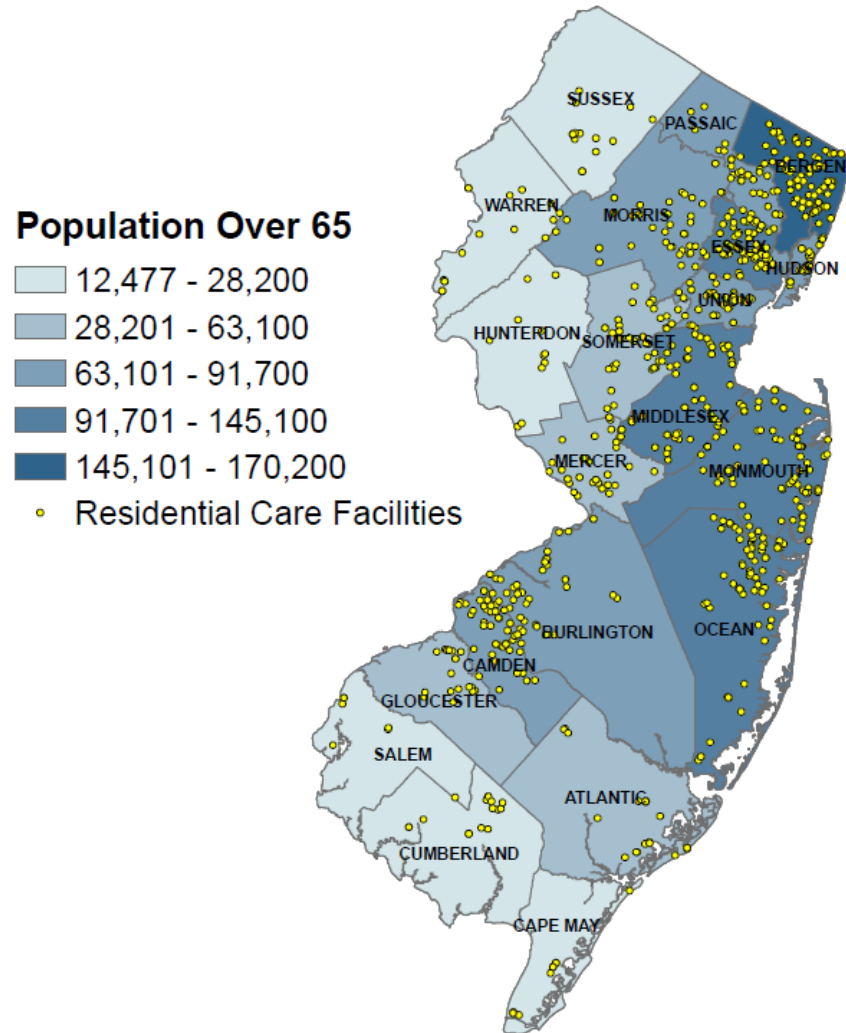 SUSSEX
PASSAIC
BERGEN
WARREN
MORRIS
Population Over 65
ESSEX
HUDSON
12,477 - 28,200
UNION
28,201 - 63,100
HUNTERDON
SOMERSET
63,101 - 91,700
91,701 - 145,100
MIDDLESEX
MERCER
MONMOUTH
145,101 - 170,200
Residential Care Facilities
BURLINGTON
OCEAN
CAMDEN
GLOUCESTER
SALEM
ATLANTIC
CUMBERLAND
CAPE MAY